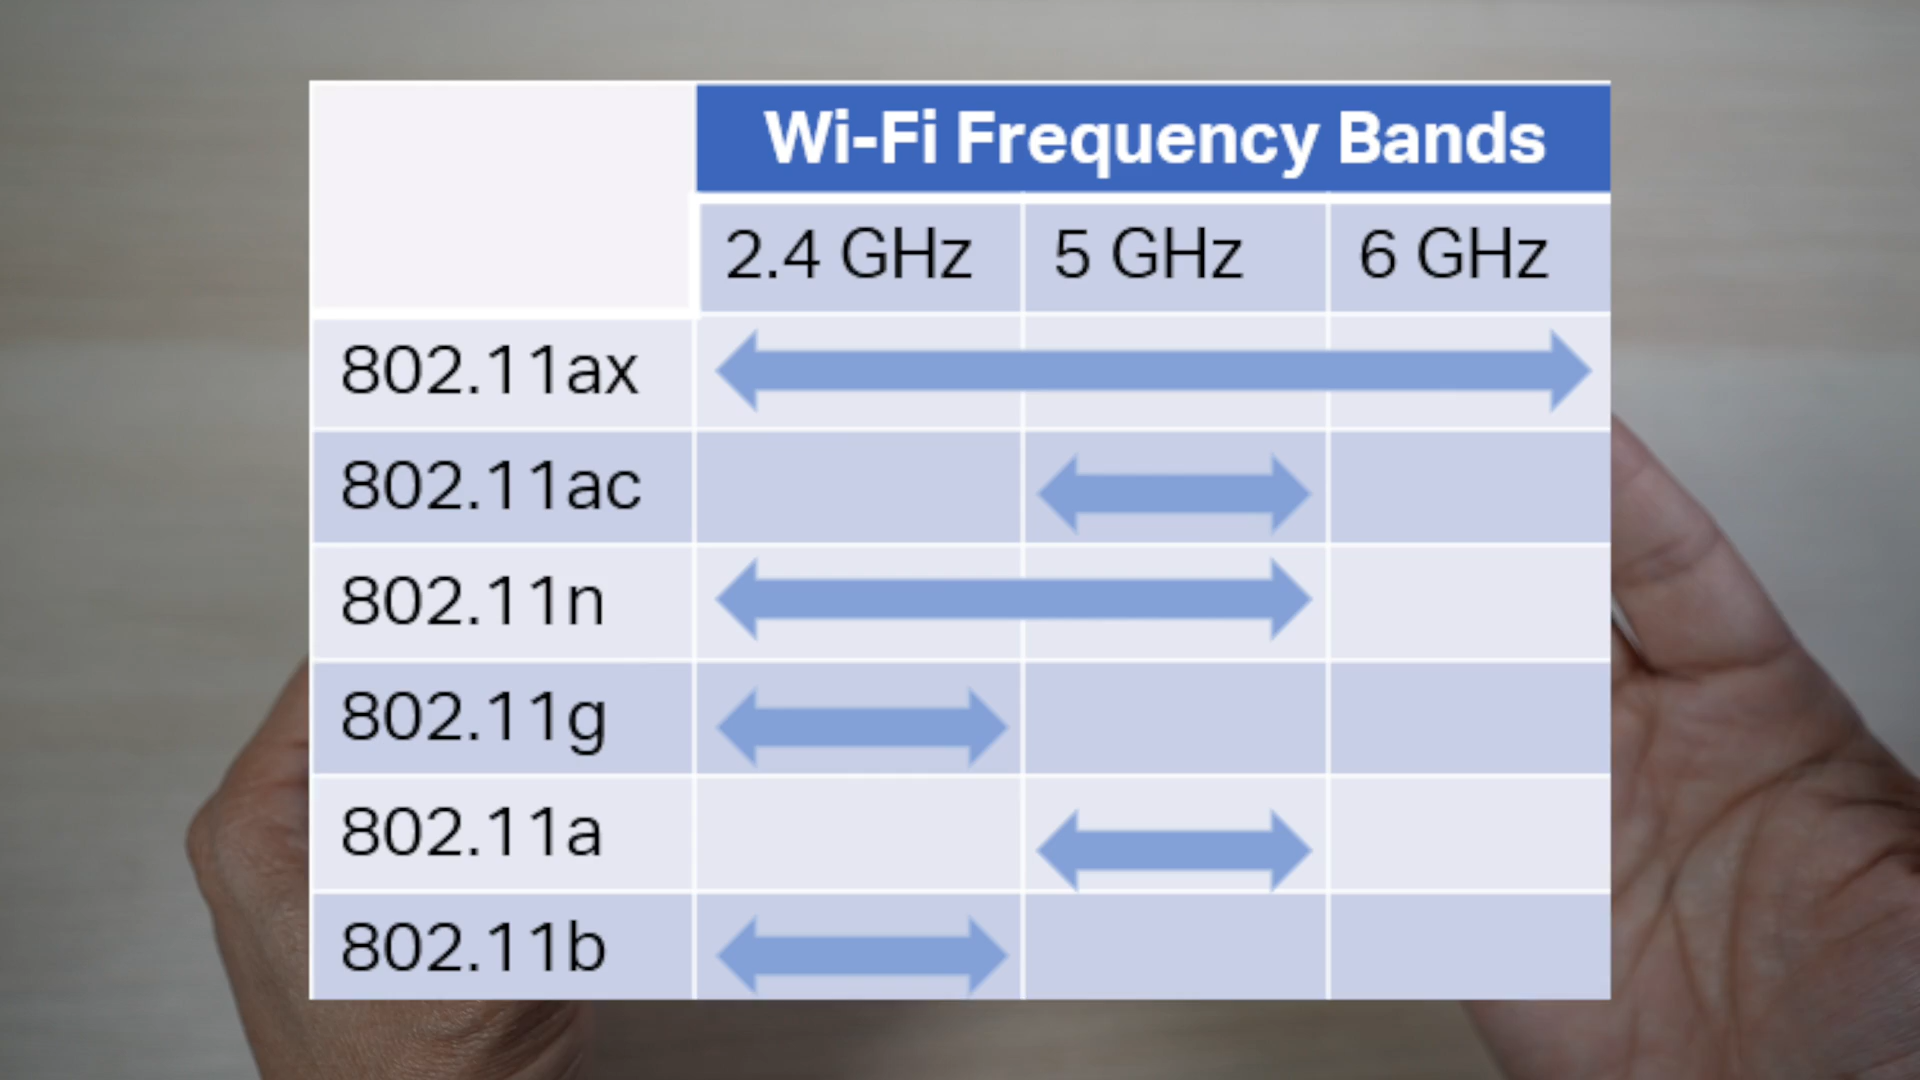 Wi-Fi Frequency Bands
2.4 GHz 5 GHz 6 GHz
802.11ax
802.11ac
802.11n
802.11g
802.11a
802.11b